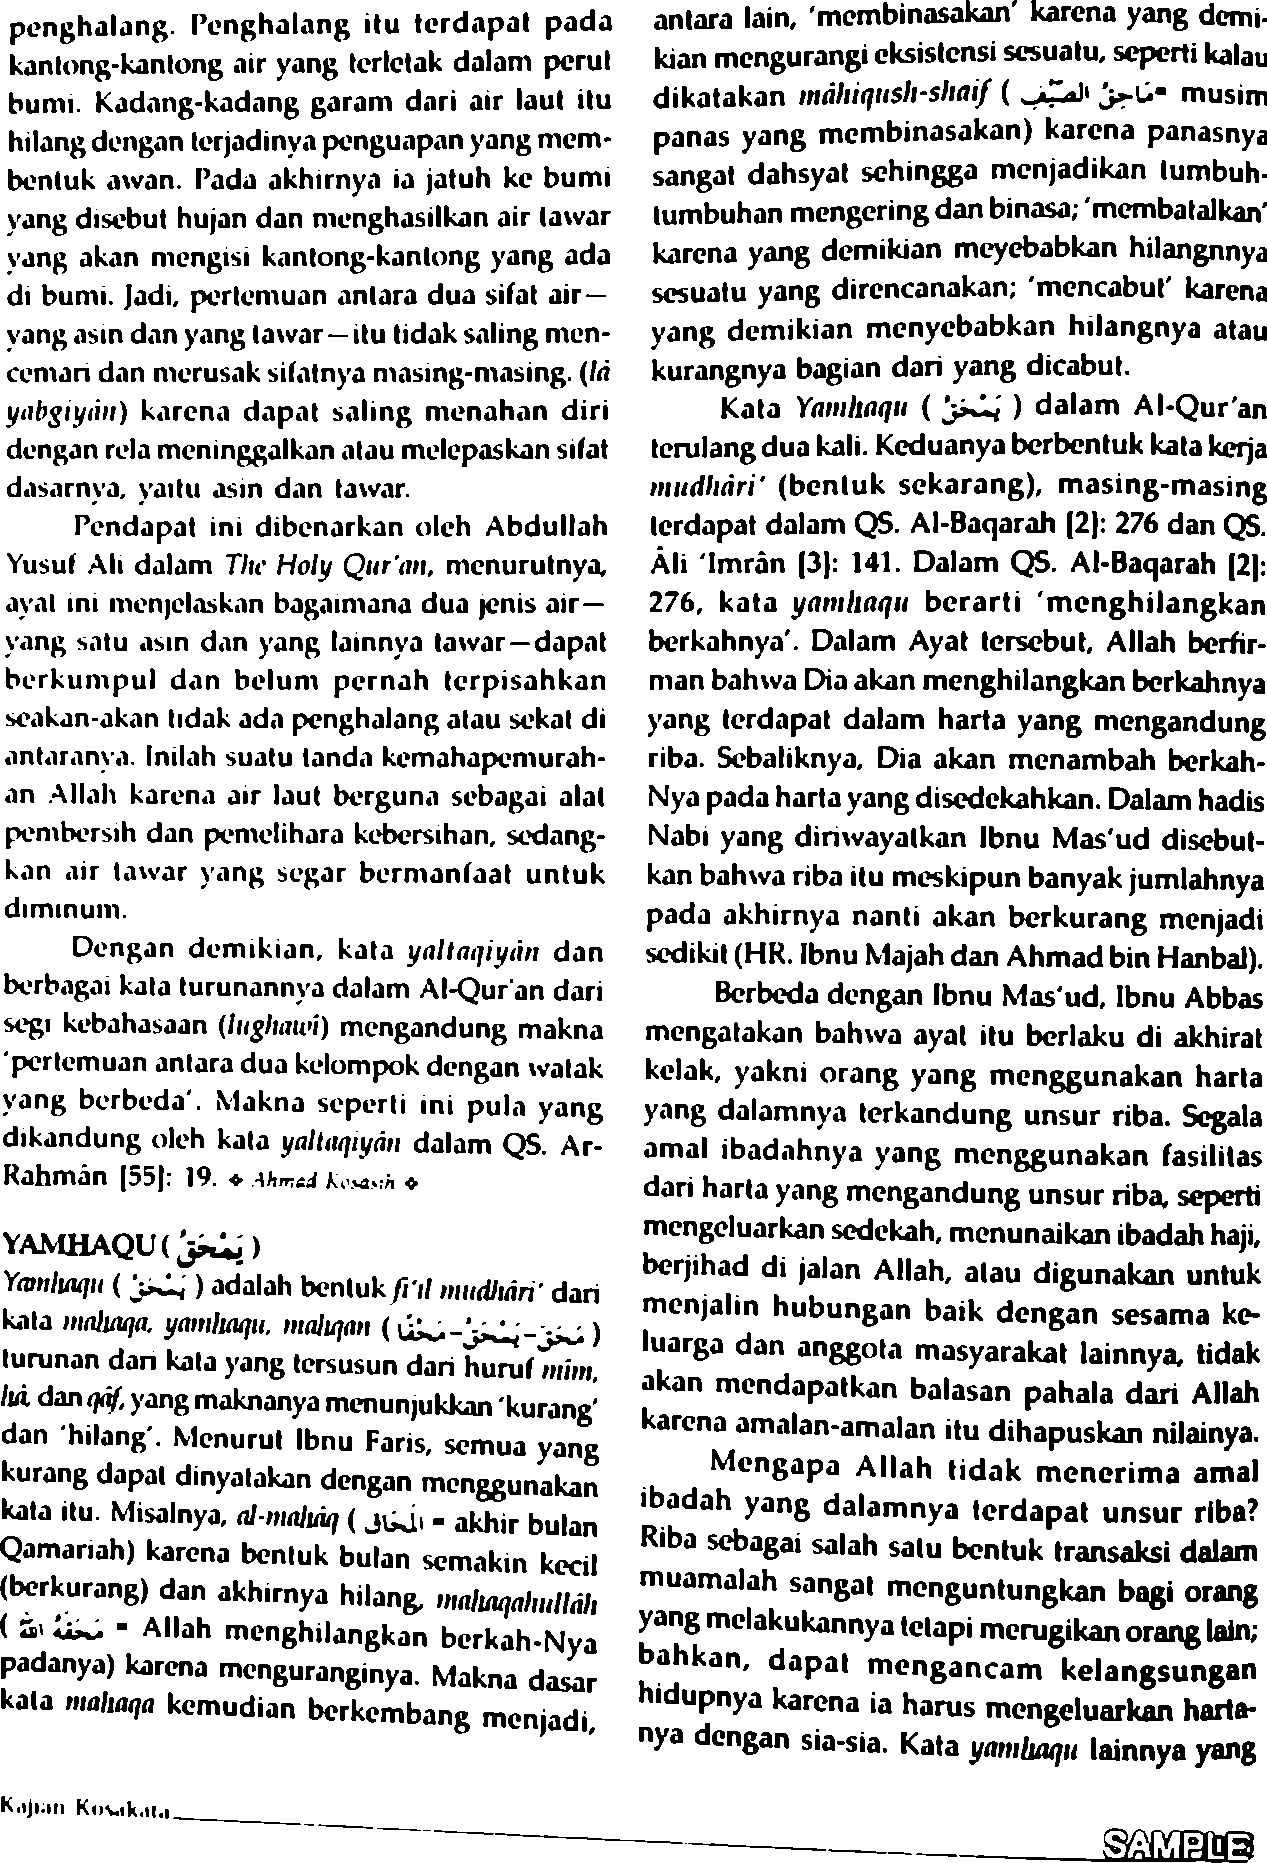 penghalang. Penghalang itu terdapat pada
kantong-kantong air yang terletak dalam perut
bumi. Kadang-kadang garam dari air laut itu
hilang dengan terjadinya penguapan yang mem-
bentuk awan. Pada akhirnya ia jatuh ke bumi
yang disebut hujan dan menghasilkan air tawar
yang akan mengisi kantong-kantong yang ada
di bumi. Jadi, pertemuan antara dua sifat air—
yang asin dan yang tawar—itu tidak saling men-
cemari dan merusak sifatnya masing-masing. (lâ
yabgiyân) karena dapat saling menahan diri
dengan rela meninggalkan atau melepaskan sifat
dasarnya, yaitu asin dan tawar.
Pendapat ini dibenarkan oleh Abdullah
Yusuf Ali dalam The Holy Qur'an, menurutnya,
ayat ini menjelaskan bagaimana dua jenis air—
yang satu asin dan yang lainnya tawar—dapat
berkumpul dan belum pernah terpisahkan
seakan-akan tidak ada penghalang atau sekat di
antaranya. Inilah suatu tanda kemahapemurah-
an Allah karena air laut berguna sebagai alat
pembersih dan pemelihara kebersihan, sedang-
kan air tawar yang segar bermanfaat untuk
diminum.
Dengan demikian, kata yaltaqiyân dan
berbagai kata turunannya dalam Al-Qur'an dari
segi kebahasaan (lughawî) mengandung makna
'pertemuan antara dua kelompok dengan watak
yang berbeda'. Makna seperti ini pula yang
dikandung oleh kata yaltaqiyân dalam QS. Ar-
Rahmân [55]: 19. ❖ Ahmad Kosasih ❖
YAMHAQU ( يَمْحَقُ )
Yamhaqu ( يَمْحَقُ ) adalah bentuk fi'il mudhâri' dari
kata mahaqa, yamhaqu, mahqan ( مَحَقَ-يَمْحَقُ-مَحْقًا )
turunan dari kata yang tersusun dari huruf mîm,
hâ, dan qâf, yang maknanya menunjukkan 'kurang'
dan 'hilang'. Menurut Ibnu Faris, semua yang
kurang dapat dinyatakan dengan menggunakan
kata itu. Misalnya, al-mahâq ( المَحَاق = akhir bulan
Qamariah) karena bentuk bulan semakin kecil
(berkurang) dan akhirnya hilang, mahaqahullâh
( مَحَقَهُ اللهُ = Allah menghilangkan berkah-Nya
padanya) karena menguranginya. Makna dasar
kata mahaqa kemudian berkembang menjadi,
antara lain, 'membinasakan' karena yang demi-
kian mengurangi eksistensi sesuatu, seperti kalau
dikatakan mâhiqush-shaif ( مَاحِقُ الصَّيْفِ = musim
panas yang membinasakan) karena panasnya
sangat dahsyat sehingga menjadikan tumbuh-
tumbuhan mengering dan binasa; 'membatalkan'
karena yang demikian meyebabkan hilangnnya
sesuatu yang direncanakan; 'mencabut' karena
yang demikian menyebabkan hilangnya atau
kurangnya bagian dari yang dicabut.
Kata Yamhaqu ( يَمْحَقُ ) dalam Al-Qur'an
terulang dua kali. Keduanya berbentuk kata kerja
mudhâri' (bentuk sekarang), masing-masing
terdapat dalam QS. Al-Baqarah [2]: 276 dan QS.
Âli 'Imrân [3]: 141. Dalam QS. Al-Baqarah [2]:
276, kata yamhaqu berarti 'menghilangkan
berkahnya'. Dalam Ayat tersebut, Allah berfir-
man bahwa Dia akan menghilangkan berkahnya
yang terdapat dalam harta yang mengandung
riba. Sebaliknya, Dia akan menambah berkah-
Nya pada harta yang disedekahkan. Dalam hadis
Nabi yang diriwayatkan Ibnu Mas'ud disebut-
kan bahwa riba itu meskipun banyak jumlahnya
pada akhirnya nanti akan berkurang menjadi
sedikit (HR. Ibnu Majah dan Ahmad bin Hanbal).
Berbeda dengan Ibnu Mas'ud, Ibnu Abbas
mengatakan bahwa ayat itu berlaku di akhirat
kelak, yakni orang yang menggunakan harta
yang dalamnya terkandung unsur riba. Segala
amal ibadahnya yang menggunakan fasilitas
dari harta yang mengandung unsur riba, seperti
mengeluarkan sedekah, menunaikan ibadah haji,
berjihad di jalan Allah, atau digunakan untuk
menjalin hubungan baik dengan sesama ke-
luarga dan anggota masyarakat lainnya, tidak
akan mendapatkan balasan pahala dari Allah
karena amalan-amalan itu dihapuskan nilainya.
Mengapa Allah tidak menerima amal
ibadah yang dalamnya terdapat unsur riba?
Riba sebagai salah satu bentuk transaksi dalam
muamalah sangat menguntungkan bagi orang
yang melakukannya tetapi merugikan orang lain;
bahkan, dapat mengancam kelangsungan
hidupnya karena ia harus mengeluarkan harta-
nya dengan sia-sia. Kata yamhaqu lainnya yang
Kajian Kosakata
SAMPLE